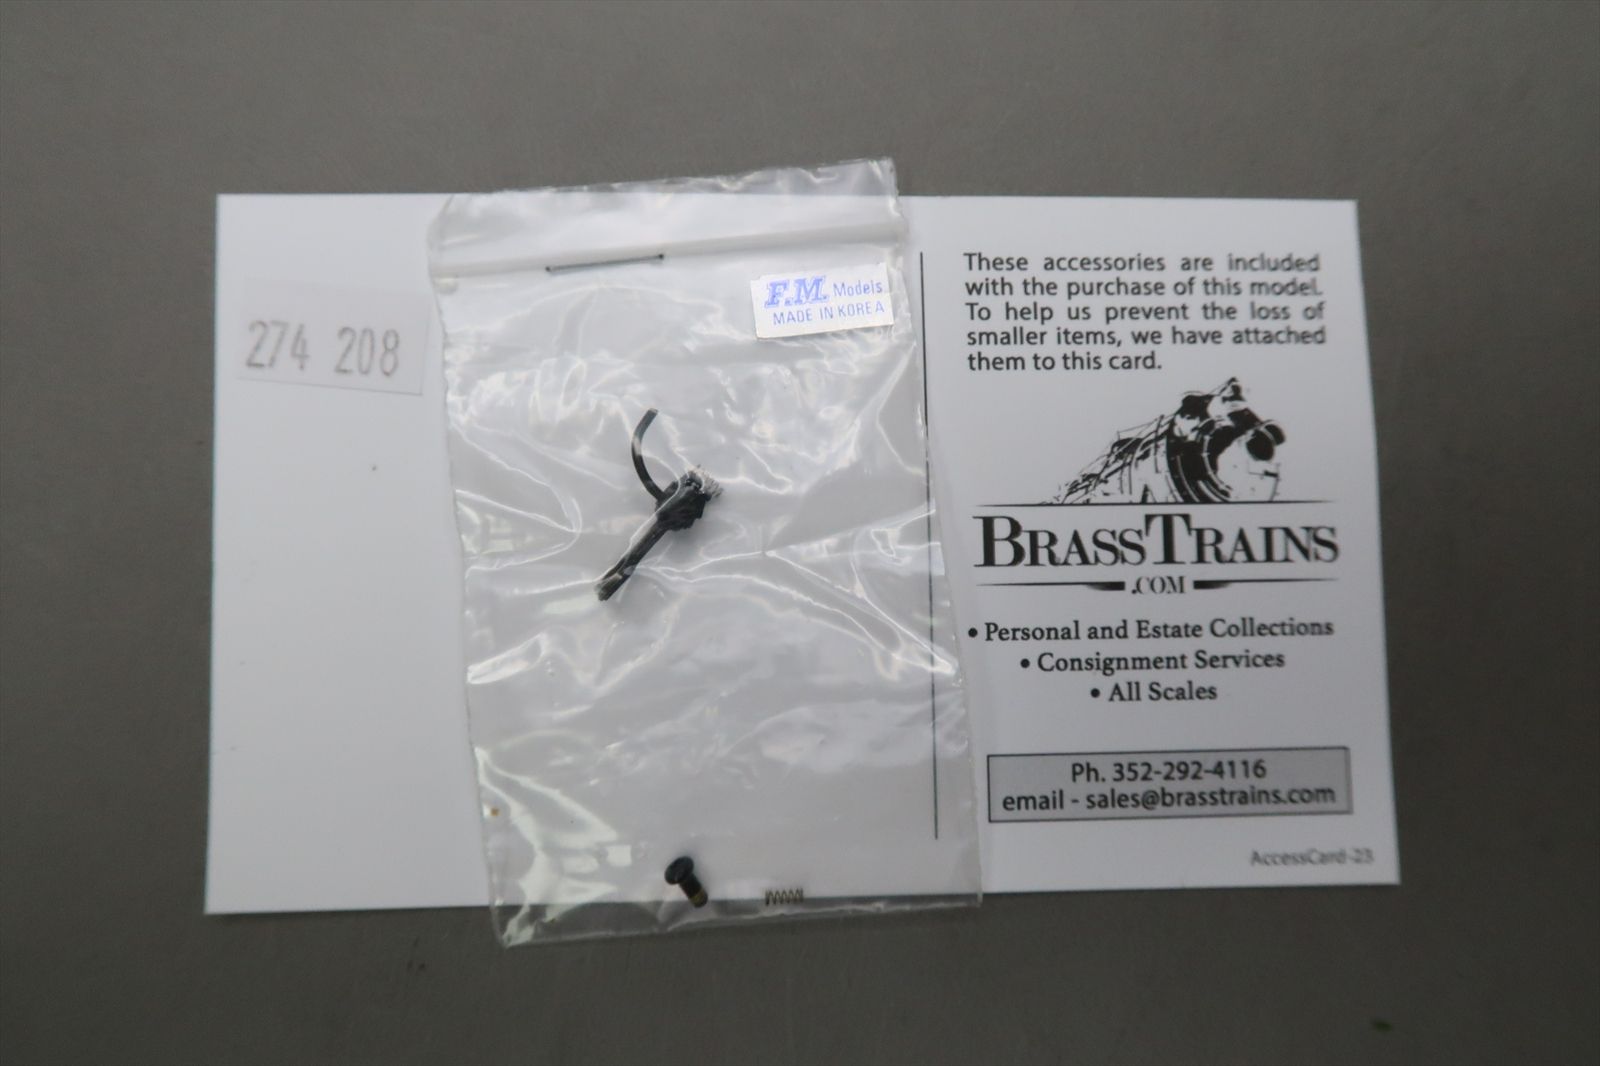 274 208
F.M. Models
MADE IN KOREA
These accessories are included
with the purchase of this model.
To help us prevent the loss of
smaller items, we have attached
them to this card.
BRASSTRAINS
.COM
• Personal and Estate Collections
• Consignment Services
• All Scales
Ph. 352-292-4116
email - sales@brasstrains.com
AccessCard-23